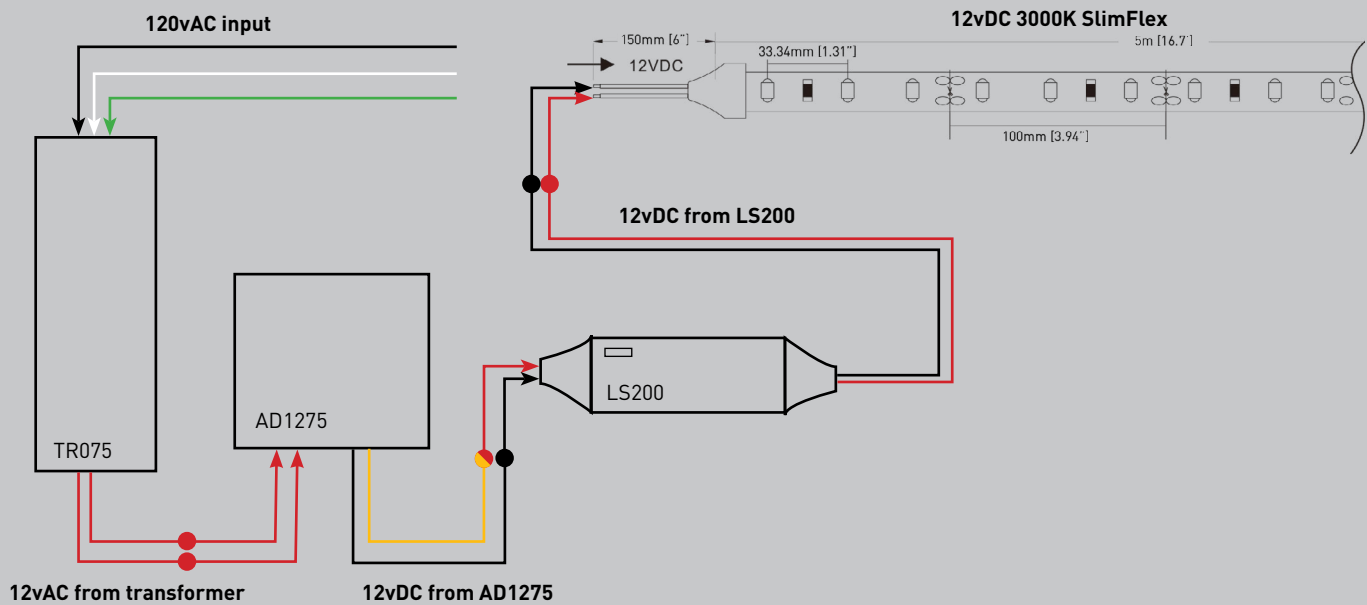 120vAC input
12vDC 3000K SlimFlex
150mm [6"]
5m [16.7']
33.34mm [1.31"]
12VDC
100mm [3.94"]
12vDC from LS200
LS200
AD1275
TR075
12vAC from transformer
12vDC from AD1275